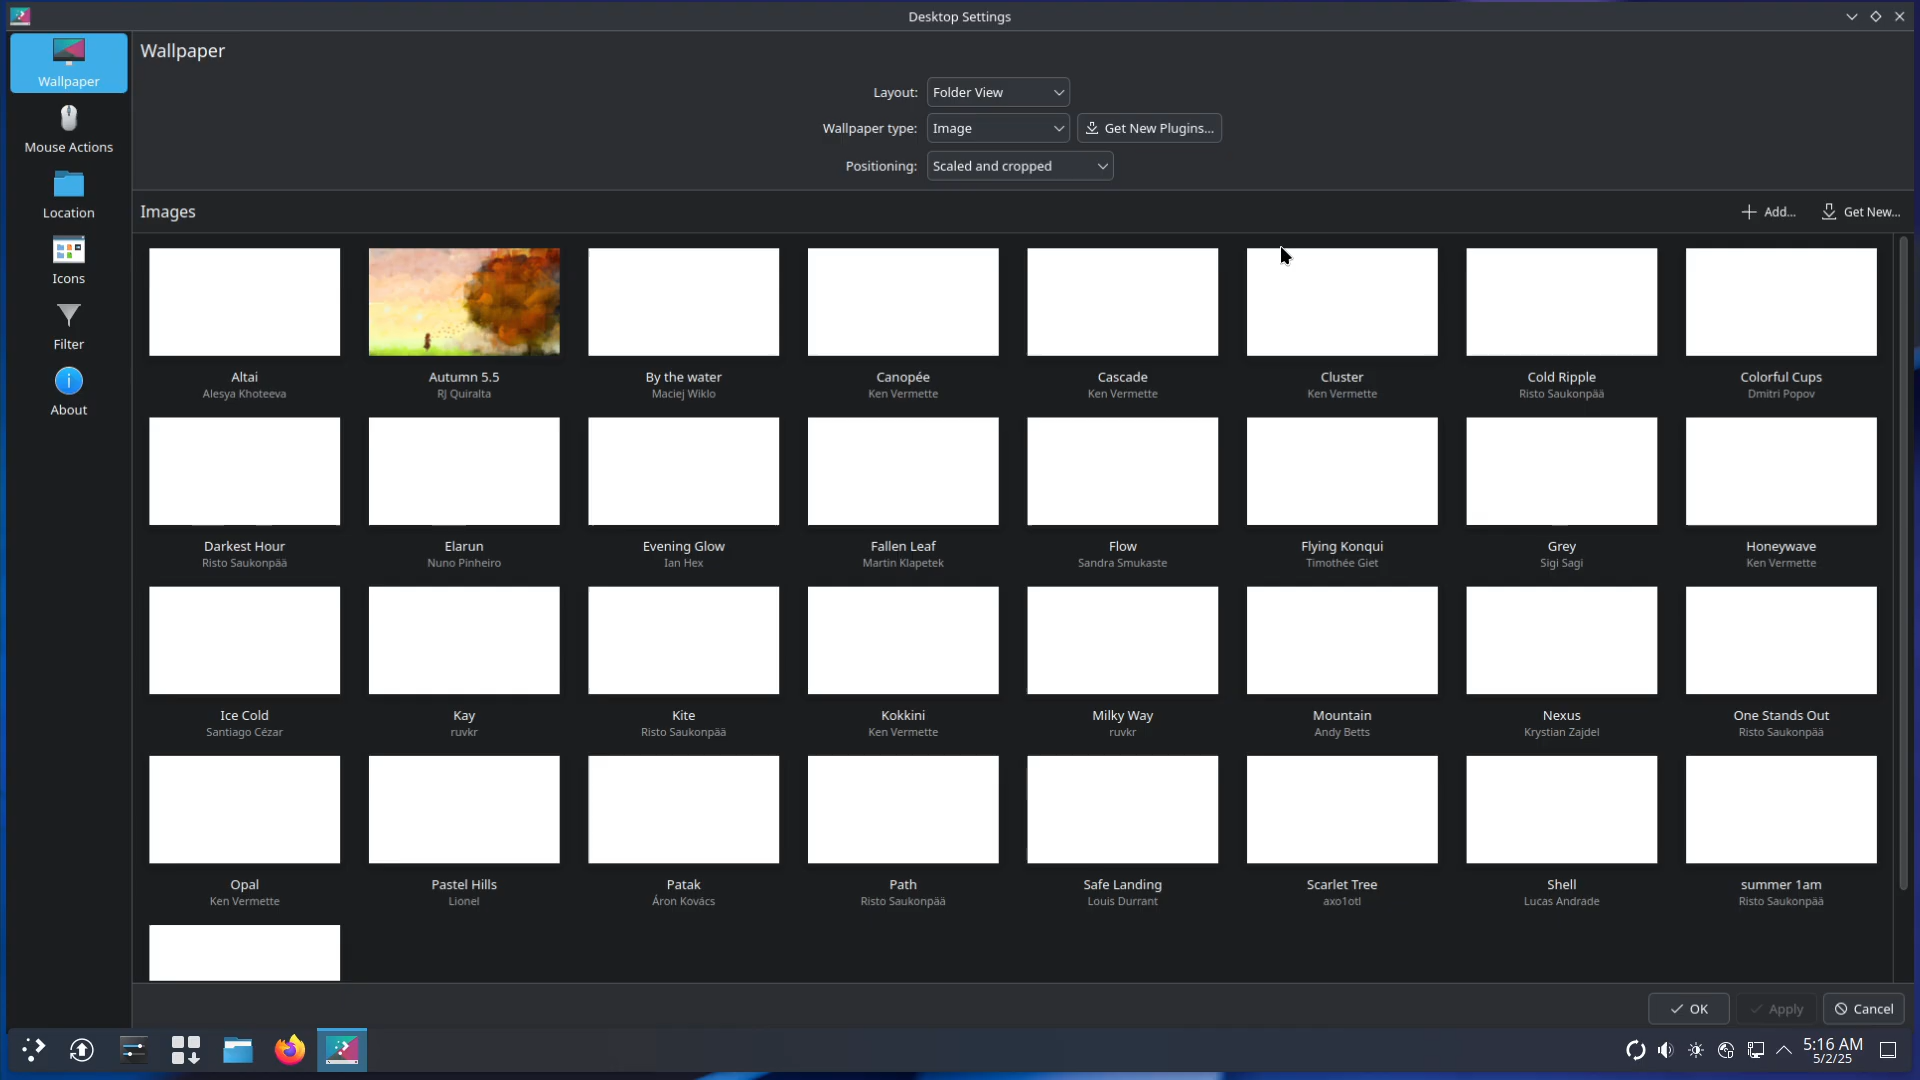 Desktop Settings
Wallpaper
Mouse Actions
Location
Icons
Filter
About
Wallpaper
Layout: Folder View
Wallpaper type: Image Get New Plugins...
Positioning: Scaled and cropped
Images Add... Get New...
Altai Autumn 5.5 By the water Canopée Cascade Cluster Cold Ripple Colorful Cups
Alesya Khoteeva RJ Quiralta Maciej Wiklo Ken Vermette Ken Vermette Ken Vermette Risto Saukonpää Dmitri Popov
Darkest Hour Elarun Evening Glow Fallen Leaf Flow Flying Konqui Grey Honeywave
Risto Saukonpää Nuno Pinheiro Ian Hex Martin Klapetek Sandra Smukaste Timothée Giet Sigi Sagi Ken Vermette
Ice Cold Kay Kite Kokkini Milky Way Mountain Nexus One Stands Out
Santiago Cézar ruvkr Risto Saukonpää Ken Vermette ruvkr Andy Betts Krystian Zajdel Risto Saukonpää
Opal Pastel Hills Patak Path Safe Landing Scarlet Tree Shell summer 1am
Ken Vermette Lionel Áron Kovács Risto Saukonpää Louis Durrant axo1otl Lucas Andrade Risto Saukonpää
OK Apply Cancel
5:16 AM
5/2/25